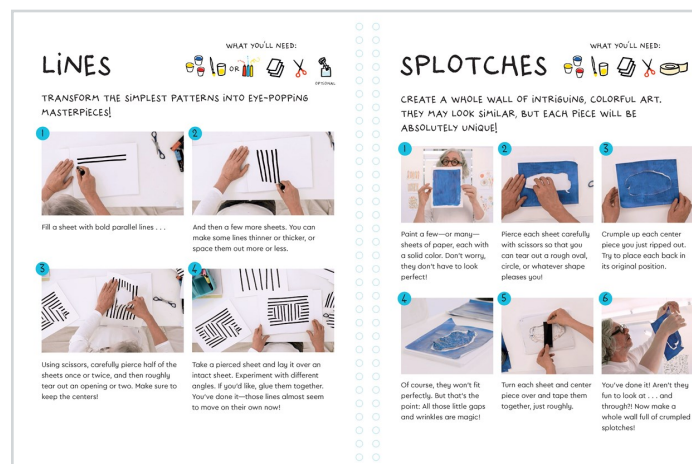 WHAT YOU'LL NEED:
LINES
OR
OPTIONAL
TRANSFORM THE SIMPLEST PATTERNS INTO EYE-POPPING
MASTERPIECES!
1
2
Fill a sheet with bold parallel lines . . .
And then a few more sheets. You can
make some lines thinner or thicker, or
space them out more or less.
3
4
Using scissors, carefully pierce half of the
sheets once or twice, and then roughly
tear out an opening or two. Make sure to
keep the centers!
Take a pierced sheet and lay it over an
intact sheet. Experiment with different
angles. If you'd like, glue them together.
You've done it—those lines almost seem
to move on their own now!
WHAT YOU'LL NEED:
SPLOTCHES
CREATE A WHOLE WALL OF INTRIGUING, COLORFUL ART.
THEY MAY LOOK SIMILAR, BUT EACH PIECE WILL BE
ABSOLUTELY UNIQUE!
1
2
3
Paint a few—or many—
sheets of paper, each with
a solid color. Don't worry,
they don't have to look
perfect!
Pierce each sheet carefully
with scissors so that you
can tear out a rough oval,
circle, or whatever shape
pleases you!
Crumple up each center
piece you just ripped out.
Try to place each back in
its original position.
4
5
6
Of course, they won't fit
perfectly. But that's the
point: All those little gaps
and wrinkles are magic!
Turn each sheet and center
piece over and tape them
together, just roughly.
You've done it! Aren't they
fun to look at . . . and
through?! Now make a
whole wall full of crumpled
splotches!